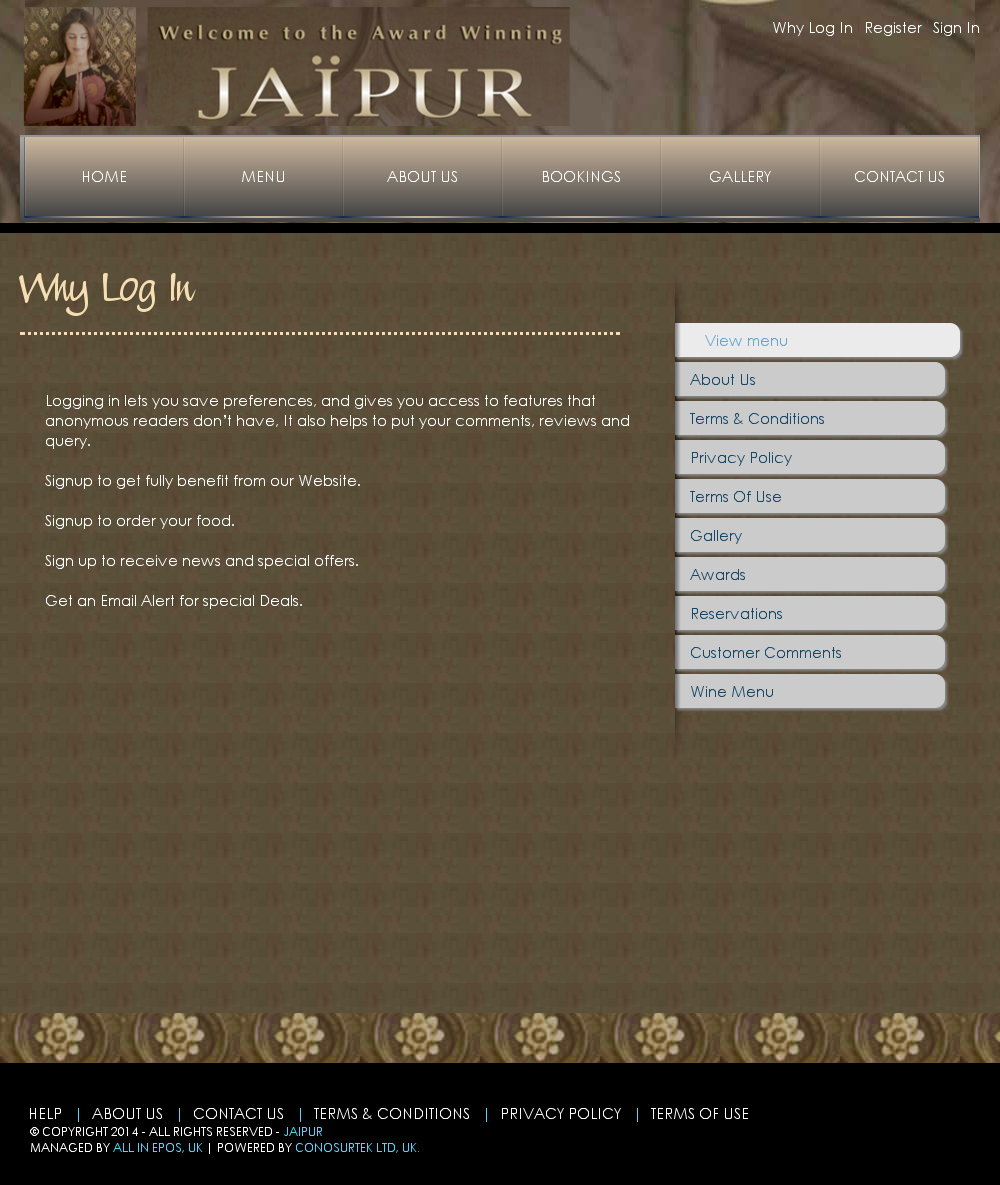 Welcome to the Award Winning
JAÏPUR
Why Log In Register Sign In
HOME MENU ABOUT US BOOKINGS GALLERY CONTACT US
Why Log In
Logging in lets you save preferences, and gives you access to features that
anonymous readers don't have, It also helps to put your comments, reviews and
query.
Signup to get fully benefit from our Website.
Signup to order your food.
Sign up to receive news and special offers.
Get an Email Alert for special Deals.
View menu
About Us
Terms & Conditions
Privacy Policy
Terms Of Use
Gallery
Awards
Reservations
Customer Comments
Wine Menu
HELP | ABOUT US | CONTACT US | TERMS & CONDITIONS | PRIVACY POLICY | TERMS OF USE
© COPYRIGHT 2014 - ALL RIGHTS RESERVED - JAIPUR
MANAGED BY ALL IN EPOS, UK | POWERED BY CONOSURTEK LTD, UK.